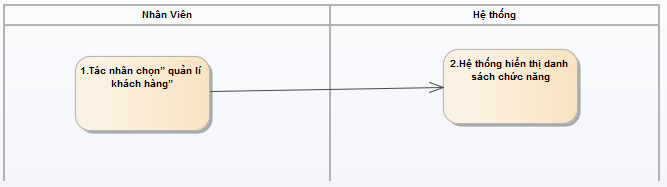 Nhân Viên
Hệ thống
1.Tác nhân chọn” quản lí
khách hàng”
2.Hệ thống hiển thị danh
sách chức năng